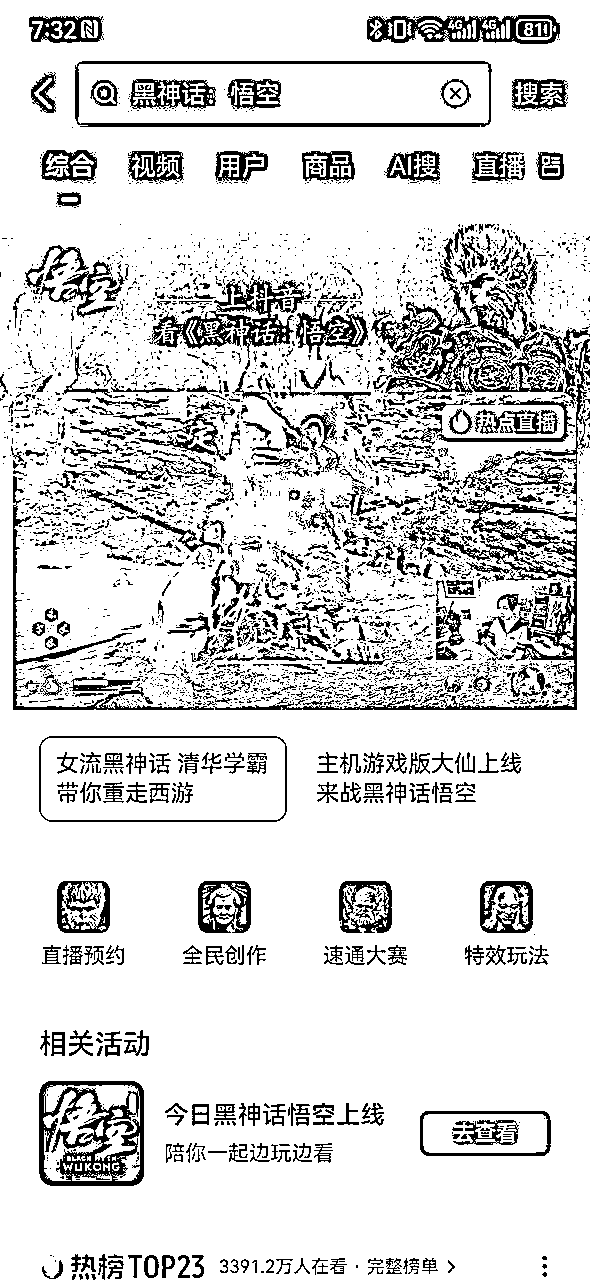 7:32 4G 4G 81
黑神话：悟空 搜索
综合 视频 用户 商品 AI搜 直播
悟空
上抖音
看《黑神话：悟空》
热点直播
女流黑神话 清华学霸
带你重走西游
主机游戏版大仙上线
来战黑神话悟空
直播预约 全民创作 速通大赛 特效玩法
相关活动
悟空
BLACK MYTH
WUKONG
今日黑神话悟空上线
陪你一起边玩边看
去查看
热榜TOP23 3391.2万人在看 · 完整榜单